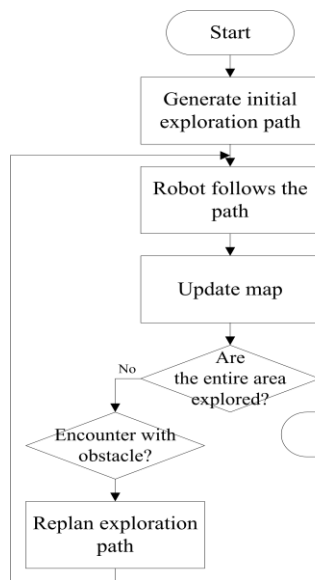 Start
Generate initial
exploration path
Robot follows the
path
Update map
Are
the entire area
explored?
No
Encounter with
obstacle?
Replan exploration
path